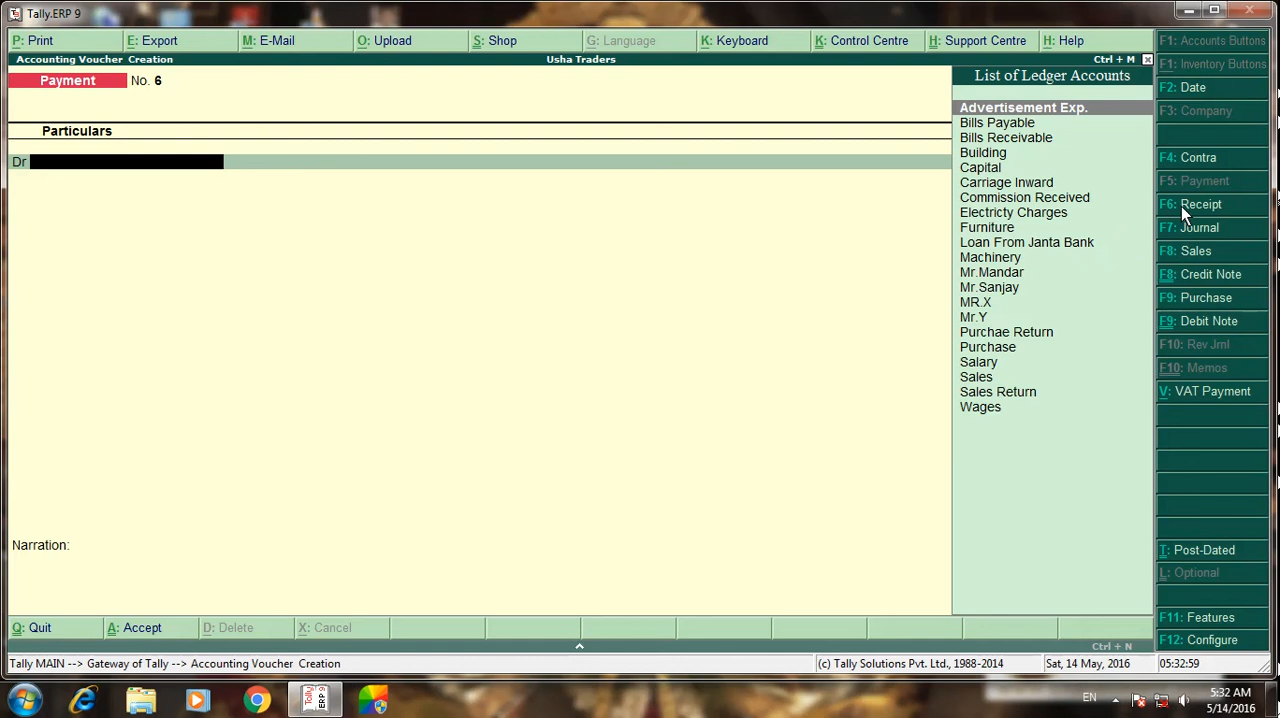 Tally.ERP 9
P: Print
E: Export
M: E-Mail
O: Upload
S: Shop
G: Language
K: Keyboard
K: Control Centre
H: Support Centre
H: Help
Accounting Voucher Creation
Usha Traders
Ctrl + M
Payment No. 6
Particulars
Dr
Narration:
List of Ledger Accounts
Advertisement Exp.
Bills Payable
Bills Receivable
Building
Capital
Carriage Inward
Commission Received
Electricty Charges
Furniture
Loan From Janta Bank
Machinery
Mr.Mandar
Mr.Sanjay
MR.X
Mr.Y
Purchae Return
Purchase
Salary
Sales
Sales Return
Wages
F1: Accounts Buttons
F1: Inventory Buttons
F2: Date
F3: Company
F4: Contra
F5: Payment
F6: Receipt
F7: Journal
F8: Sales
F8: Credit Note
F9: Purchase
F9: Debit Note
F10: Rev Jrnl
F10: Memos
V: VAT Payment
T: Post-Dated
L: Optional
F11: Features
F12: Configure
Q: Quit
A: Accept
D: Delete
X: Cancel
Ctrl + N
Tally MAIN --> Gateway of Tally --> Accounting Voucher Creation
(c) Tally Solutions Pvt. Ltd., 1988-2014
Sat, 14 May, 2016
05:32:59
Tally
ERP 9
EN
5:32 AM
5/14/2016